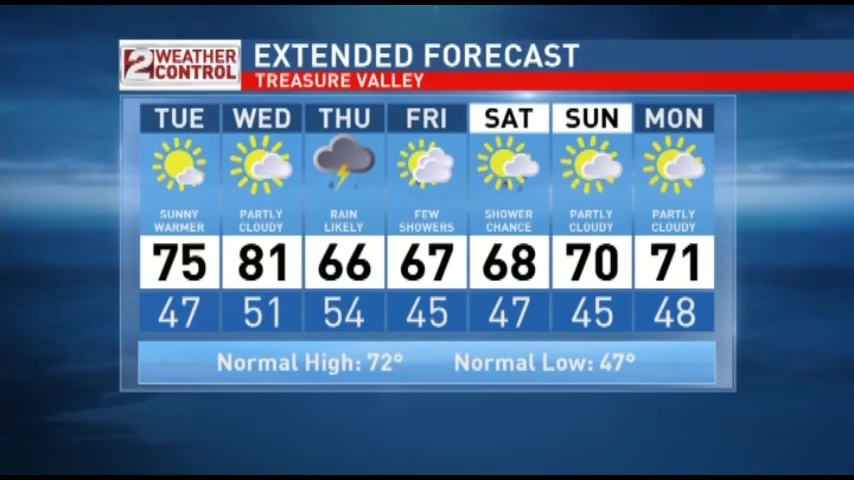 2 WEATHER CONTROL
EXTENDED FORECAST
TREASURE VALLEY
TUE WED THU FRI SAT SUN MON
SUNNY WARMER PARTLY CLOUDY RAIN LIKELY FEW SHOWERS SHOWER CHANCE PARTLY CLOUDY PARTLY CLOUDY
75 81 66 67 68 70 71
47 51 54 45 47 45 48
Normal High: 72° Normal Low: 47°